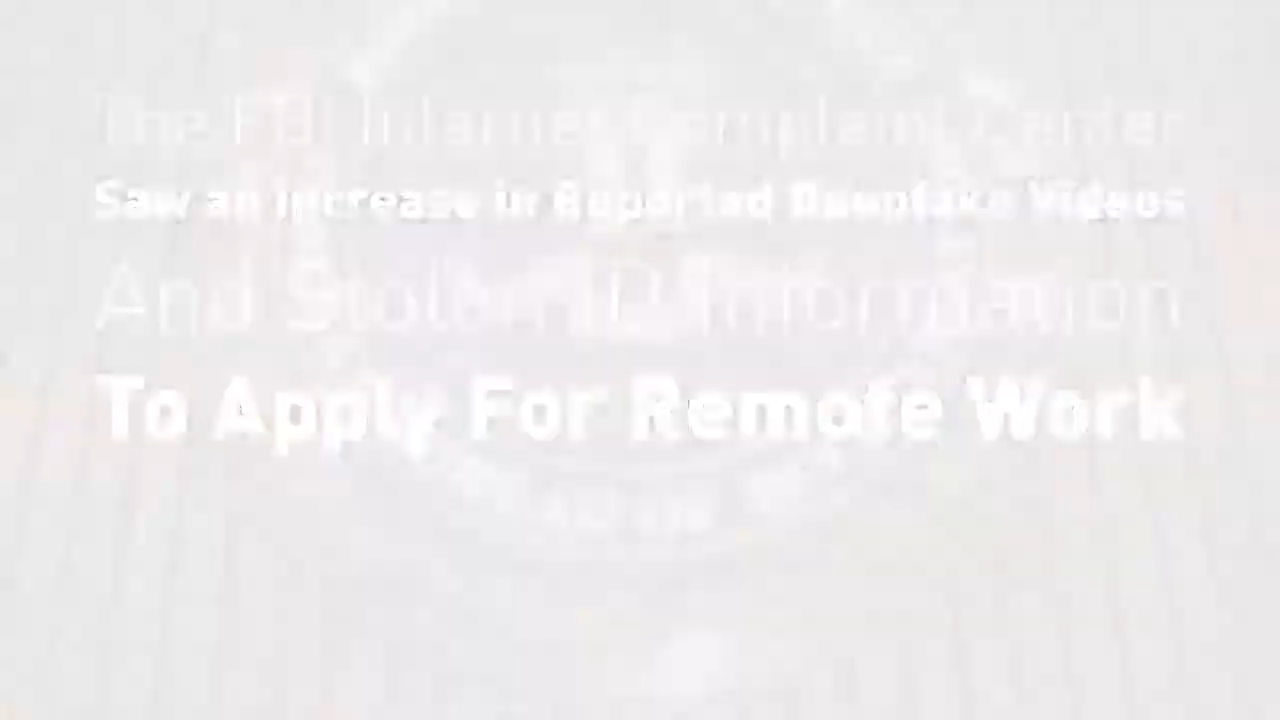 The FBI Internet Complaint Center
Saw an Increase in Reported Deepfake Videos
And Stolen ID Information
To Apply For Remote Work